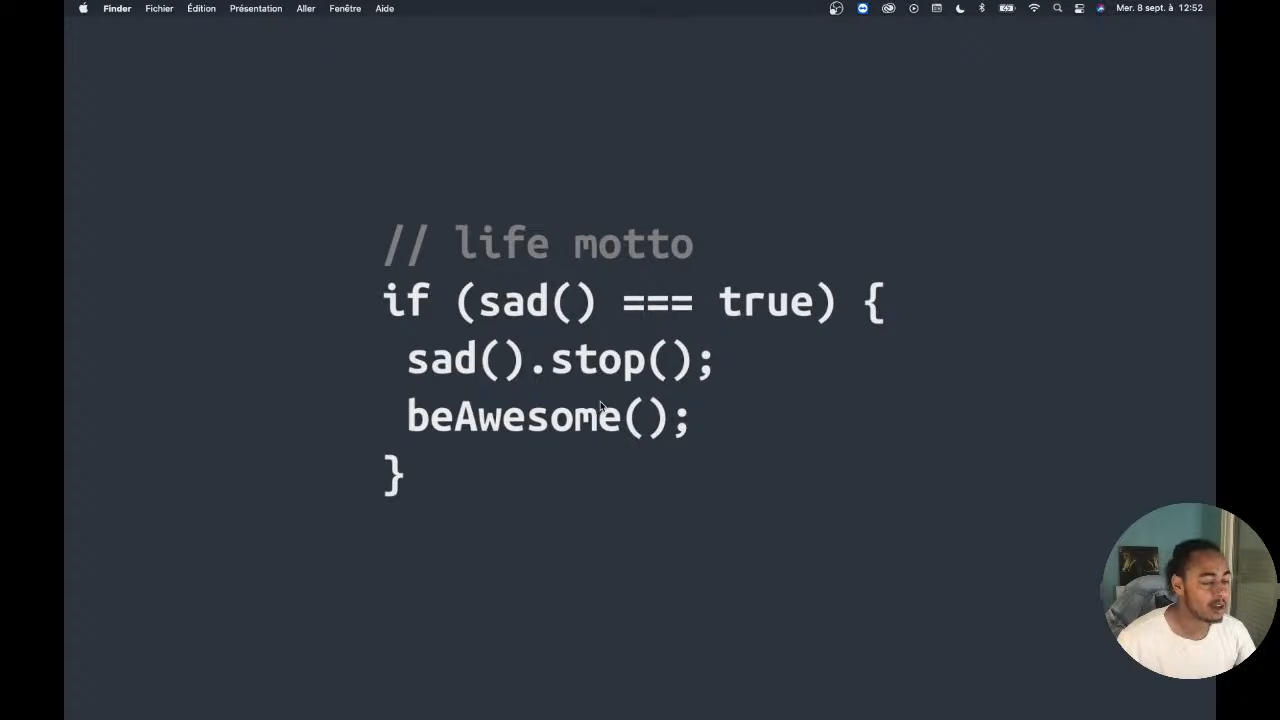 Finder Fichier Édition Présentation Aller Fenêtre Aide Mer. 8 sept. à 12:52
// life motto
if (sad() === true) {
 sad().stop();
 beAwesome();
}